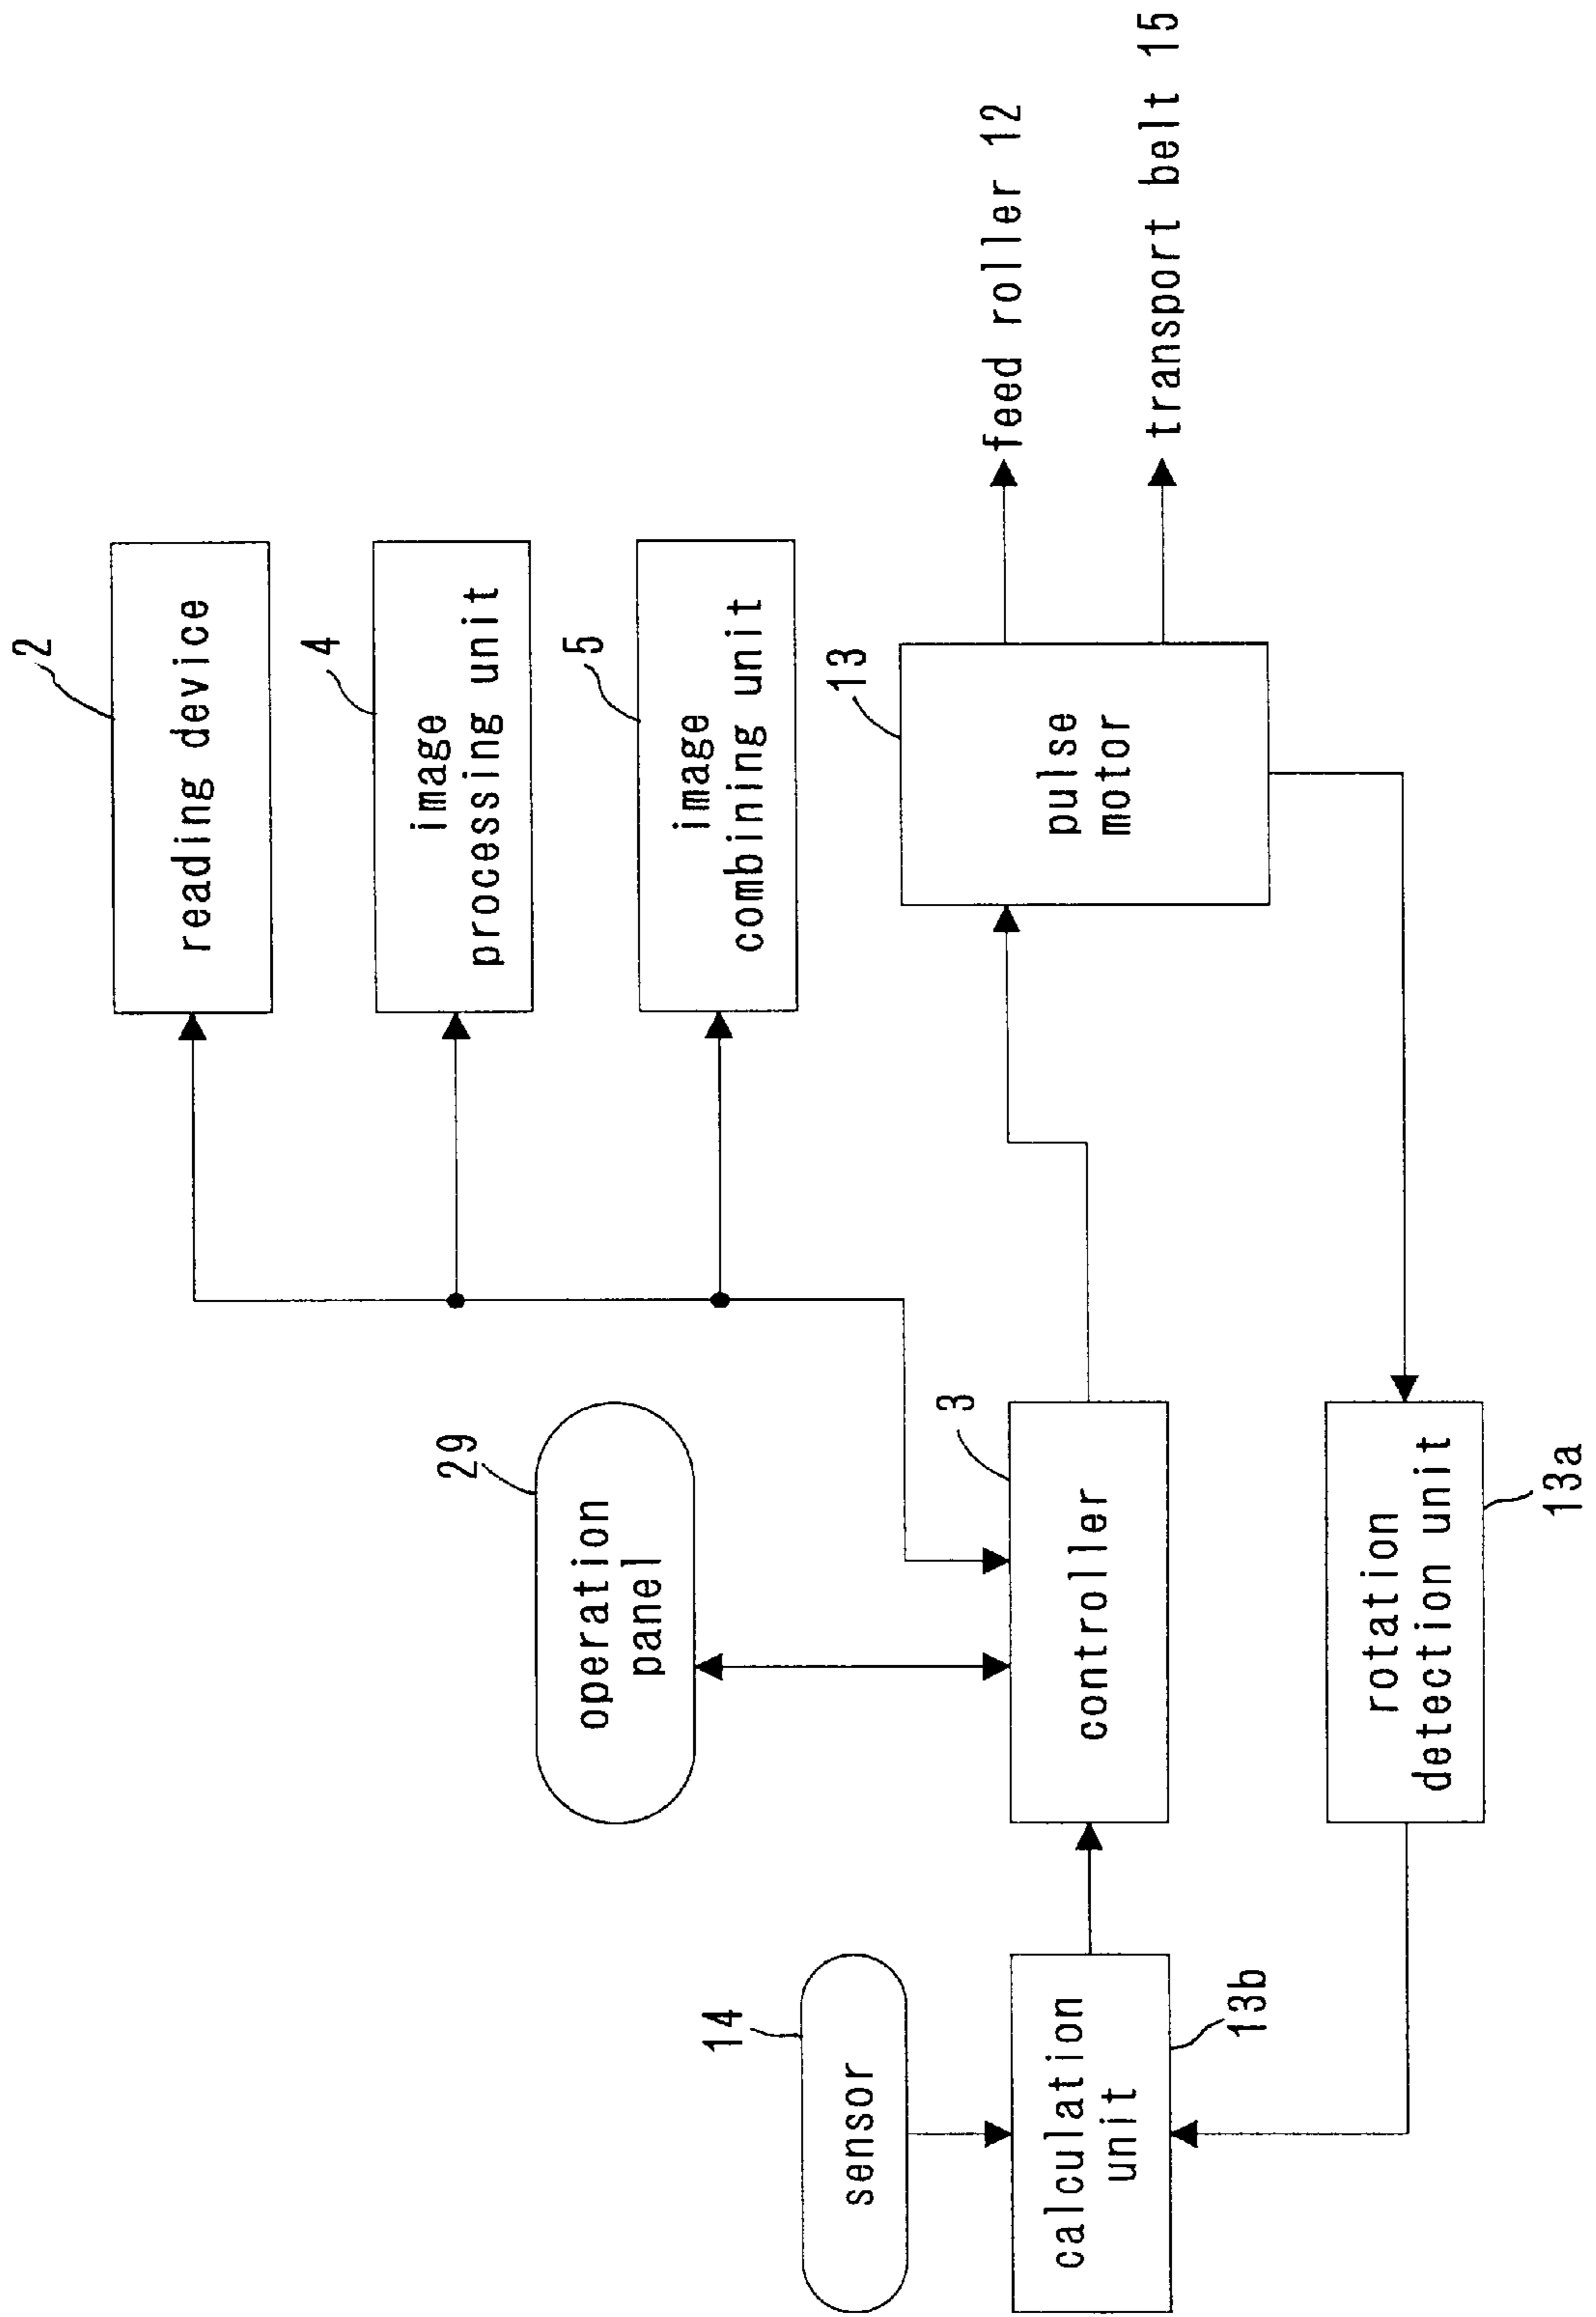 2
reading device
4
image
processing unit
5
image
combining unit
29
operation
panel
13
pulse
motor
feed roller 12
transport belt 15
14
sensor
3
controller
calculation
unit
13b
rotation
detection unit
13a